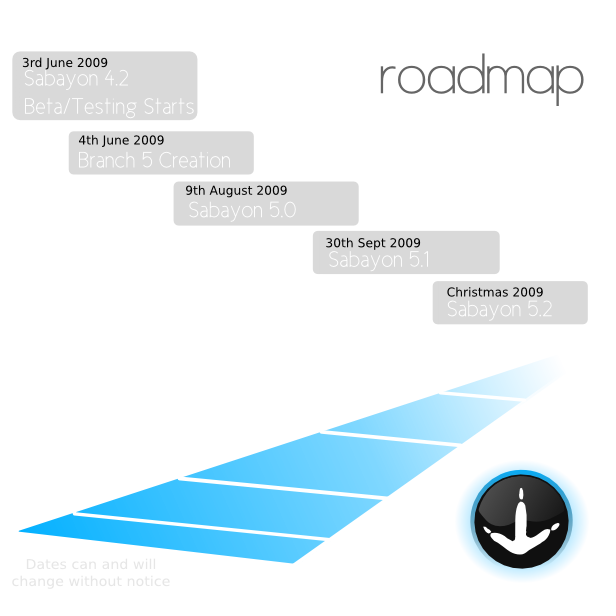 roadmap
3rd June 2009
Sabayon 4.2
Beta/Testing Starts
4th June 2009
Branch 5 Creation
9th August 2009
Sabayon 5.0
30th Sept 2009
Sabayon 5.1
Christmas 2009
Sabayon 5.2
Dates can and will
change without notice